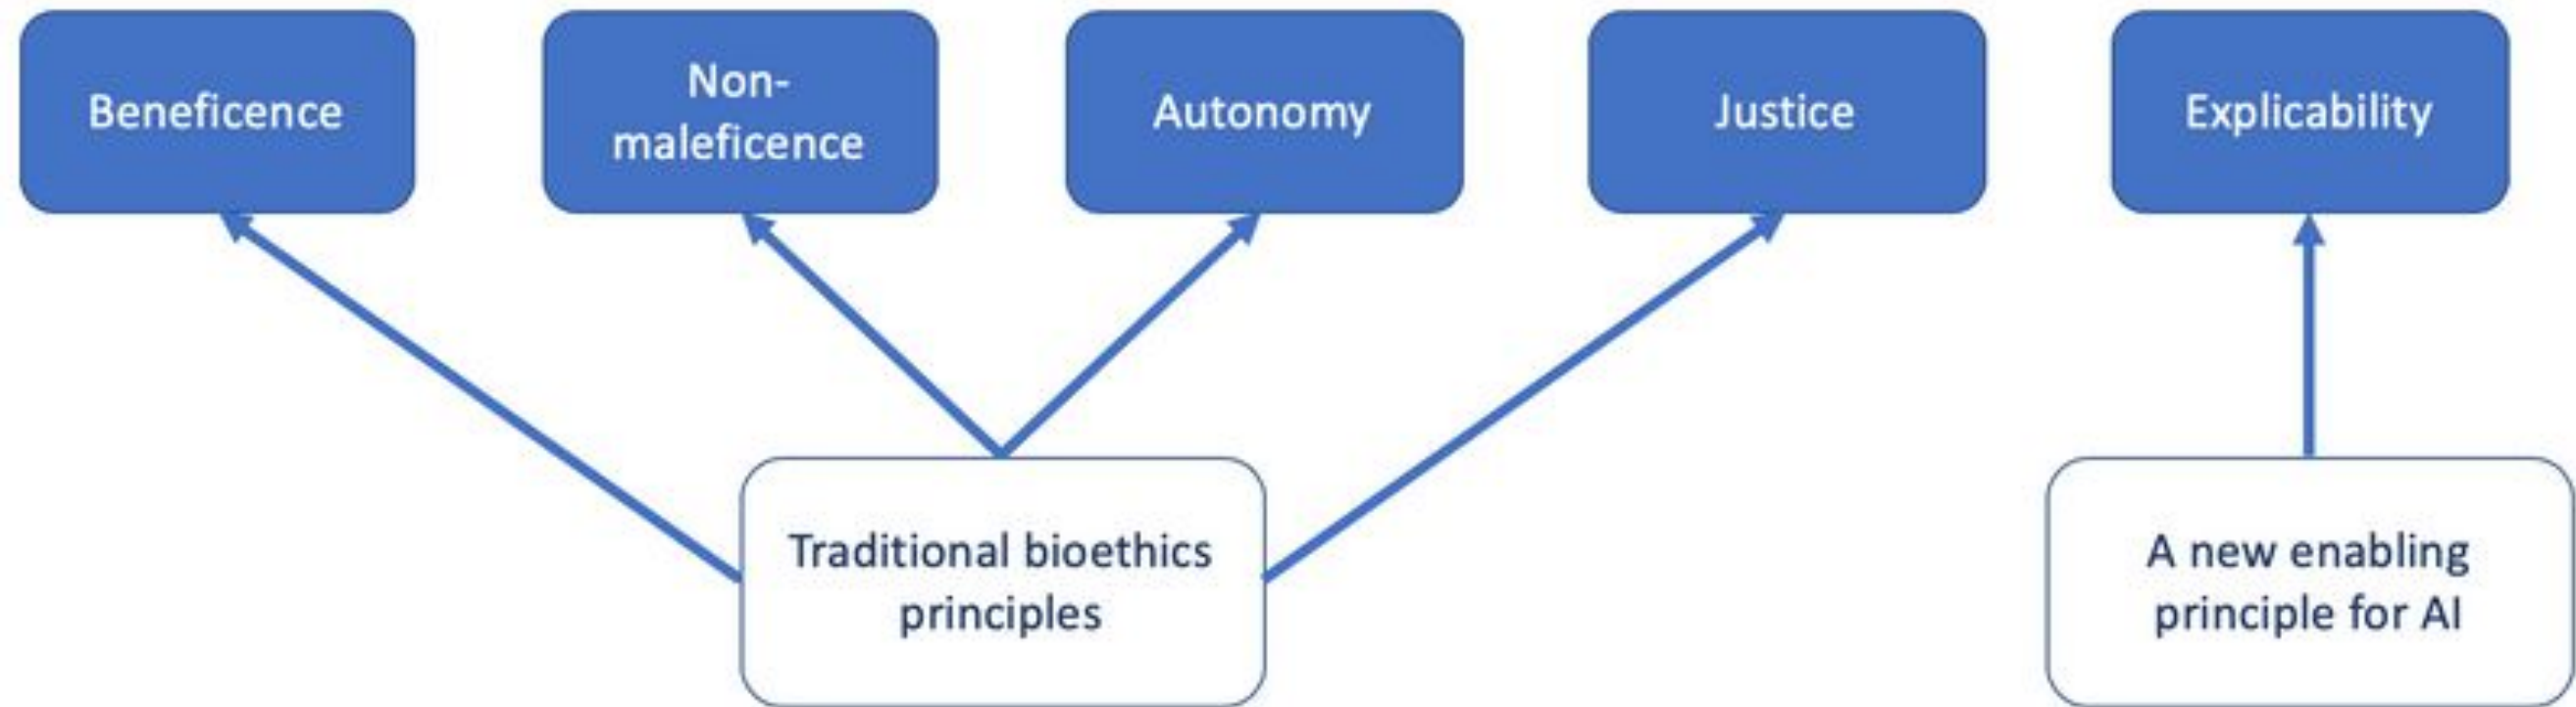 Beneficence
Non-
maleficence
Autonomy
Justice
Explicability
Traditional bioethics
principles
A new enabling
principle for AI